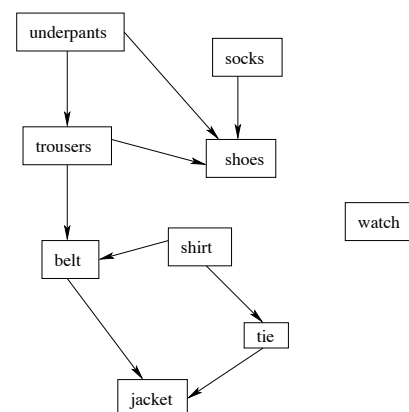 underpants
socks
trousers
shoes
watch
shirt
belt
tie
jacket